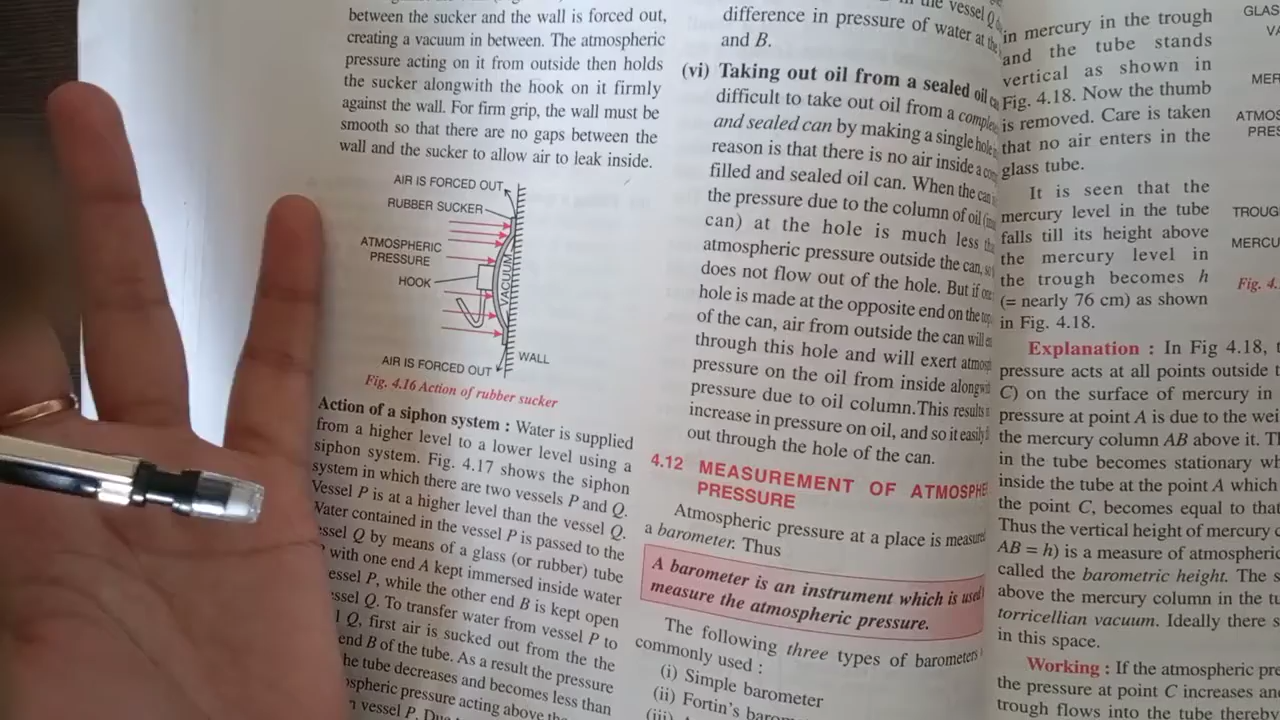 between the sucker and the wall is forced out,
creating a vacuum in between. The atmospheric
pressure acting on it from outside then holds
the sucker alongwith the hook on it firmly
against the wall. For firm grip, the wall must be
smooth so that there are no gaps between the
wall and the sucker to allow air to leak inside.
AIR IS FORCED OUT
RUBBER SUCKER
ATMOSPHERIC
PRESSURE
HOOK
VACUUM
AIR IS FORCED OUT
WALL
Fig. 4.16 Action of rubber sucker
Action of a siphon system : Water is supplied
from a higher level to a lower level using a
siphon system. Fig. 4.17 shows the siphon
system in which there are two vessels P and Q.
Vessel P is at a higher level than the vessel Q.
Water contained in the vessel P is passed to the
Q by means of a glass (or rubber) tube
with one end A kept immersed inside water
P, while the other end B is kept open
Q. To transfer water from vessel P to
Q, first air is sucked out from the the
end B of the tube. As a result the pressure
the tube decreases and becomes less than
pressure acting above the
vessel P.
the vessel Q
difference in pressure of water at the
and B.
(vi) Taking out oil from a sealed oil
difficult to take out oil from a
and sealed can by making a single hole
reason is that there is no air inside a
filled and sealed oil can. When the can
the pressure due to the column of oil
can) at the hole is much less
atmospheric pressure outside the can, so
does not flow out of the hole. But if one
hole is made at the opposite end on the
of the can, air from outside the can will
through this hole and will exert
pressure on the oil from inside
pressure due to oil column.This results
increase in pressure on oil, and so it easily
out through the hole of the can.
4.12 MEASUREMENT OF
PRESSURE
Atmospheric pressure at a place is
a barometer. Thus
A barometer is an instrument which is used
measure the atmospheric pressure.
The following three types of barometers
commonly used :
(i) Simple barometer
(ii) Fortin's
(iii)
in mercury in the trough
and the tube stands
vertical as shown in
Fig. 4.18. Now the thumb
is removed. Care is taken
that no air enters in the
glass tube.
It is seen that the
mercury level in the tube
falls till its height above
the mercury level in
the trough becomes h
(= nearly 76 cm) as shown
in Fig. 4.18.
Explanation : In Fig 4.18,
pressure acts at all points outside
C) on the surface of mercury in
pressure at point A is due to the
the mercury column AB above it.
in the tube becomes stationary
inside the tube at the point A which
the point C, becomes equal to that
Thus the vertical height of mercury
AB = h) is a measure of
called the barometric height. The
above the mercury column in the
torricellian vacuum. Ideally there
in this space.
Working : If the atmospheric
the pressure at point C increases
trough flows into the tube thereby